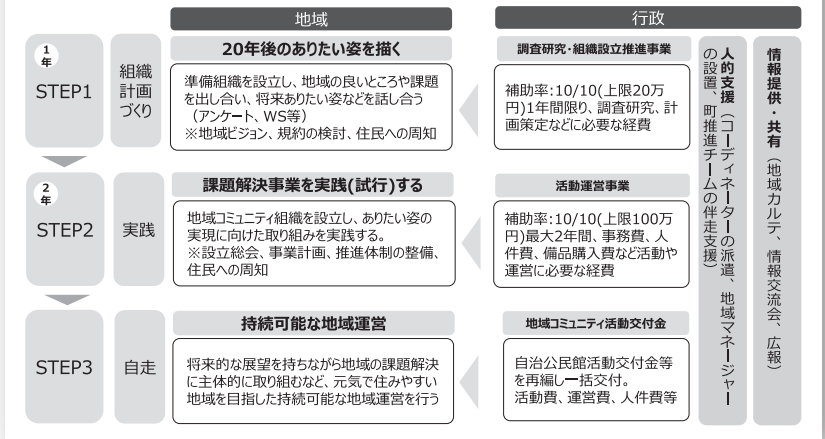 地域
行政
1
年
STEP1
組織
計画
づくり
20年後のありたい姿を描く
準備組織を設立し、地域の良いところや課題
を出し合い、将来ありたい姿などを話し合う
（アンケート、WS等）
※地域ビジョン、規約の検討、住民への周知
調査研究・組織設立推進事業
補助率:10/10(上限20万
円)1年間限り、調査研究、計
画策定などに必要な経費
2
年
STEP2
実践
課題解決事業を実践(試行)する
地域コミュニティ組織を設立し、ありたい姿の
実現に向けた取り組みを実践する。
※設立総会、事業計画、推進体制の整備、
住民への周知
活動運営事業
補助率:10/10(上限100万
円)最大2年間、事務費、人
件費、備品購入費など活動や
運営に必要な経費
STEP3
自走
持続可能な地域運営
将来的な展望を持ちながら地域の課題解決
に主体的に取り組むなど、元気で住みやすい
地域を目指した持続可能な地域運営を行う
地域コミュニティ活動交付金
自治公民館活動交付金等
を再編し一括交付。
活動費、運営費、人件費等
人的支援（コーディネーターの派遣、地域マネージャー
の設置、町推進チームの伴走支援）
情報提供・共有（地域カルテ、情報交流会、広報）